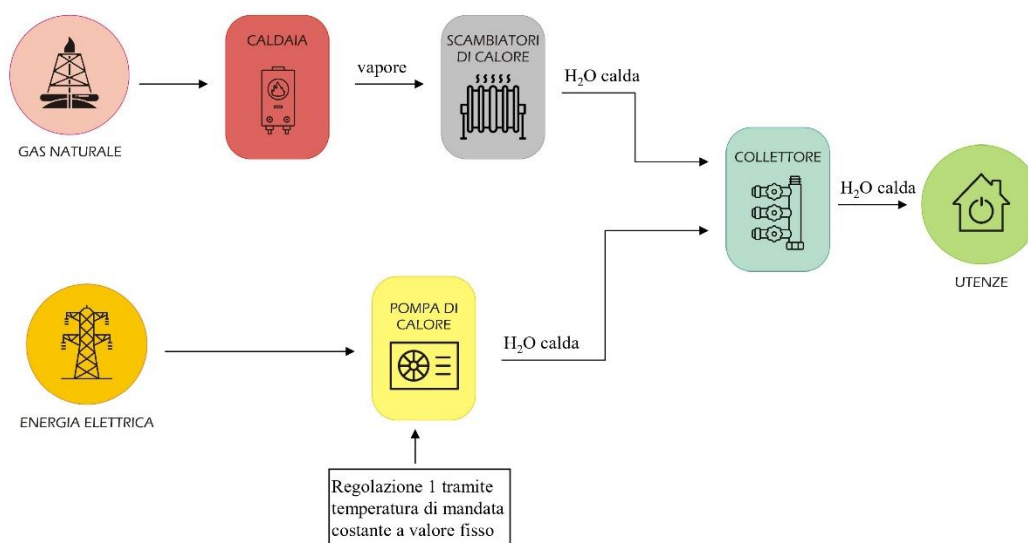 GAS NATURALE
CALDAIA
vapore
SCAMBIATORI
DI CALORE
H₂O calda
COLLETTORE
H₂O calda
UTENZE
ENERGIA ELETTRICA
POMPA DI
CALORE
H₂O calda
Regolazione 1 tramite
temperatura di mandata
costante a valore fisso